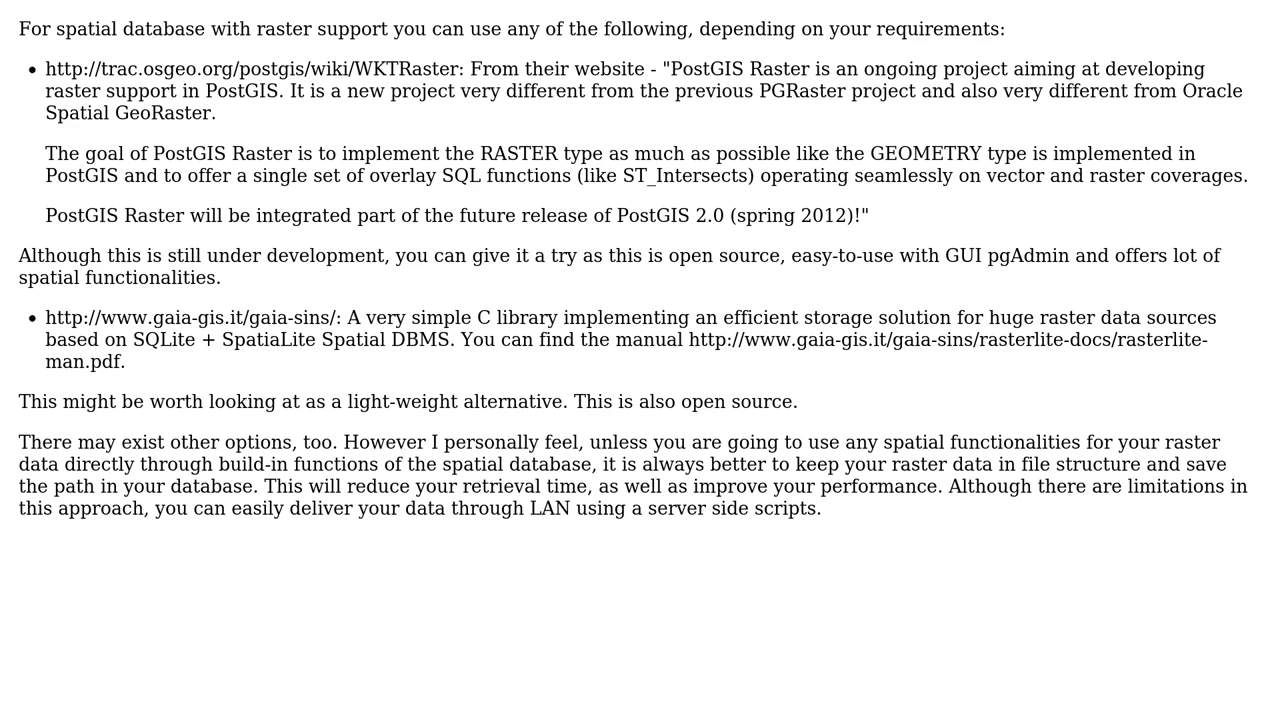 For spatial database with raster support you can use any of the following, depending on your requirements:
• http://trac.osgeo.org/postgis/wiki/WKTRaster: From their website - "PostGIS Raster is an ongoing project aiming at developing
raster support in PostGIS. It is a new project very different from the previous PGRaster project and also very different from Oracle
Spatial GeoRaster.
The goal of PostGIS Raster is to implement the RASTER type as much as possible like the GEOMETRY type is implemented in
PostGIS and to offer a single set of overlay SQL functions (like ST_Intersects) operating seamlessly on vector and raster coverages.
PostGIS Raster will be integrated part of the future release of PostGIS 2.0 (spring 2012)!"
Although this is still under development, you can give it a try as this is open source, easy-to-use with GUI pgAdmin and offers lot of
spatial functionalities.
• http://www.gaia-gis.it/gaia-sins/: A very simple C library implementing an efficient storage solution for huge raster data sources
based on SQLite + SpatiaLite Spatial DBMS. You can find the manual http://www.gaia-gis.it/gaia-sins/rasterlite-docs/rasterlite-
man.pdf.
This might be worth looking at as a light-weight alternative. This is also open source.
There may exist other options, too. However I personally feel, unless you are going to use any spatial functionalities for your raster
data directly through build-in functions of the spatial database, it is always better to keep your raster data in file structure and save
the path in your database. This will reduce your retrieval time, as well as improve your performance. Although there are limitations in
this approach, you can easily deliver your data through LAN using a server side scripts.